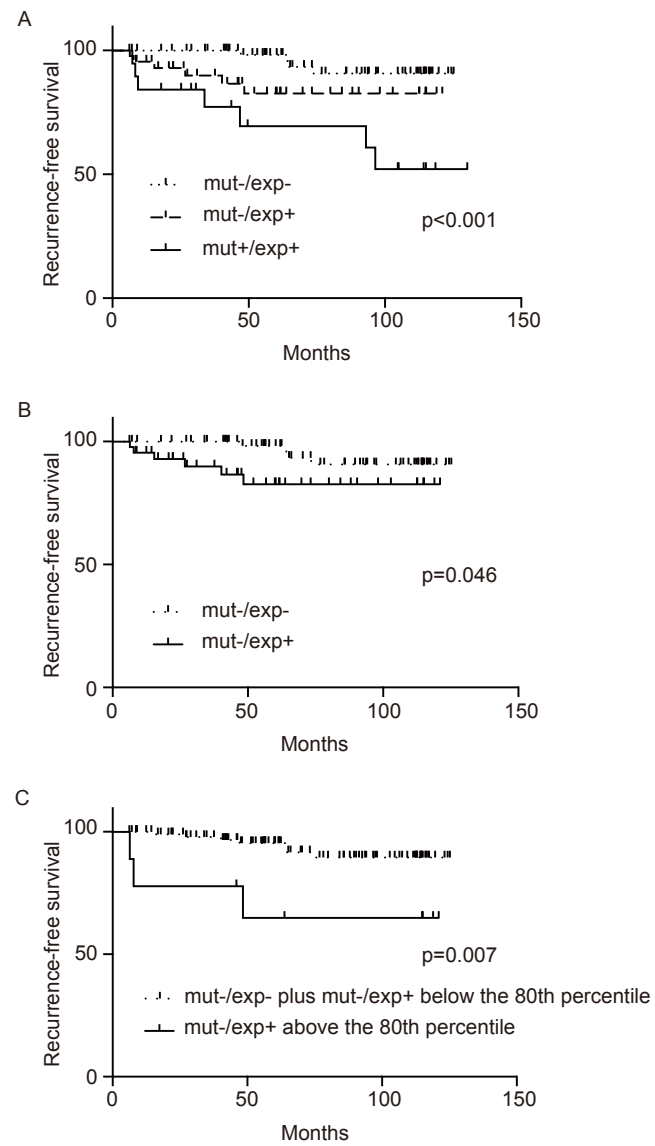 A
Recurrence-free survival
100
50
0
mut-/exp-
mut-/exp+
mut+/exp+
p<0.001
0 50 100 150
Months
B
Recurrence-free survival
100
50
0
p=0.046
mut-/exp-
mut-/exp+
0 50 100 150
Months
C
Recurrence-free survival
100
50
0
p=0.007
mut-/exp- plus mut-/exp+ below the 80th percentile
mut-/exp+ above the 80th percentile
0 50 100 150
Months